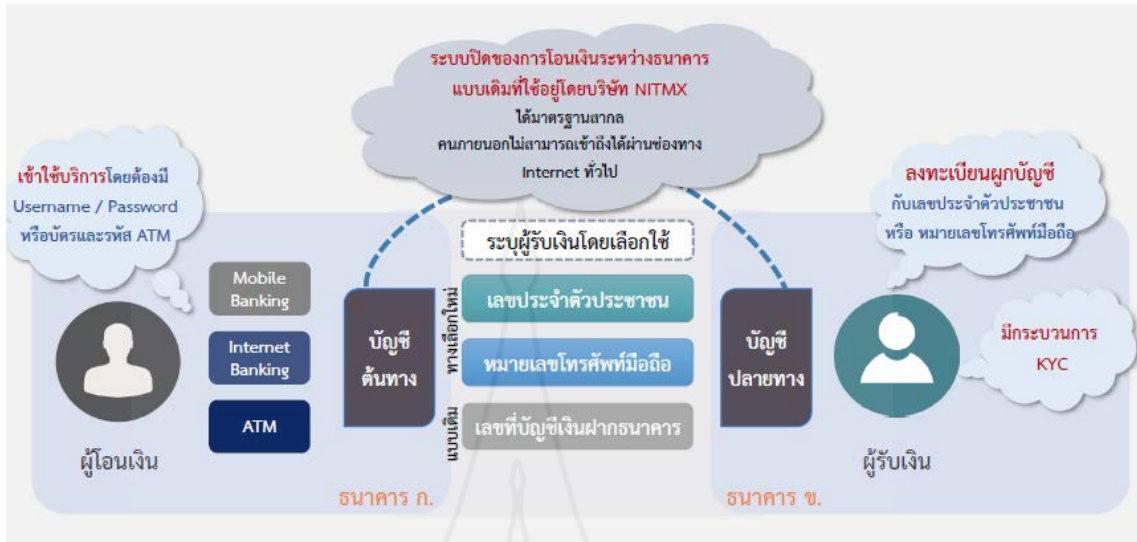 ระบบปิดของการโอนเงินระหว่างธนาคาร
แบบเดิมที่ใช้อยู่โดยบริษัท NITMX
ได้มาตรฐานสากล
คนภายนอกไม่สามารถเข้าถึงได้ผ่านช่องทาง
Internet ทั่วไป
เข้าใช้บริการโดยต้องมี
Username / Password
หรือบัตรและรหัส ATM
ลงทะเบียนผูกบัญชี
กับเลขประจำตัวประชาชน
หรือ หมายเลขโทรศัพท์มือถือ
ระบุผู้รับเงินโดยเลือกใช้
Mobile
Banking
Internet
Banking
ATM
บัญชี
ต้นทาง
ทางเลือกใหม่
แบบเดิม
เลขประจำตัวประชาชน
หมายเลขโทรศัพท์มือถือ
เลขที่บัญชีเงินฝากธนาคาร
บัญชี
ปลายทาง
มีกระบวนการ
KYC
ผู้โอนเงิน
ผู้รับเงิน
ธนาคาร ก.
ธนาคาร ข.